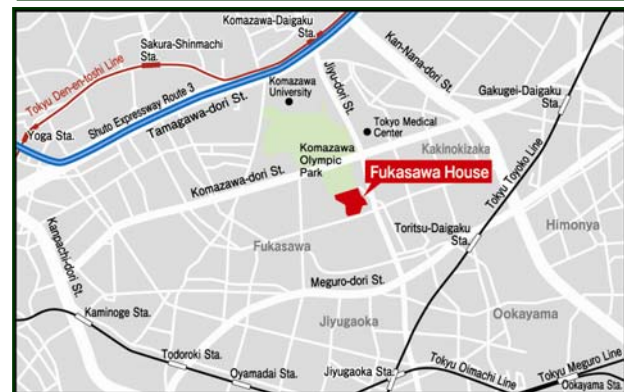 Komazawa-Daigaku
Sta.
Sakura-Shinmachi
Sta.
Kan-Nana-dori St.
Tokyu Den-en-toshi Line
Komazawa
University
Jiyu-dori St.
Gakugei-Daigaku
Sta.
Shuto Expressway Route 3
Tamagawa-dori St.
Yoga Sta.
Tokyo Medical
Center
Komazawa
Olympic
Park
Kakinokizaka
Tokyu Toyoko Line
Fukasawa House
Komazawa-dori St.
Toritsu-Daigaku
Sta.
Himonya
Kanpachi-dori St.
Fukasawa
Meguro-dori St.
Kaminoge Sta.
Jiyugaoka
Ookayama
Todoroki Sta.
Oyamadai Sta.
Jiyugaoka Sta.
Tokyu Oimachi Line
Tokyu Meguro Line
Ookayama Sta.